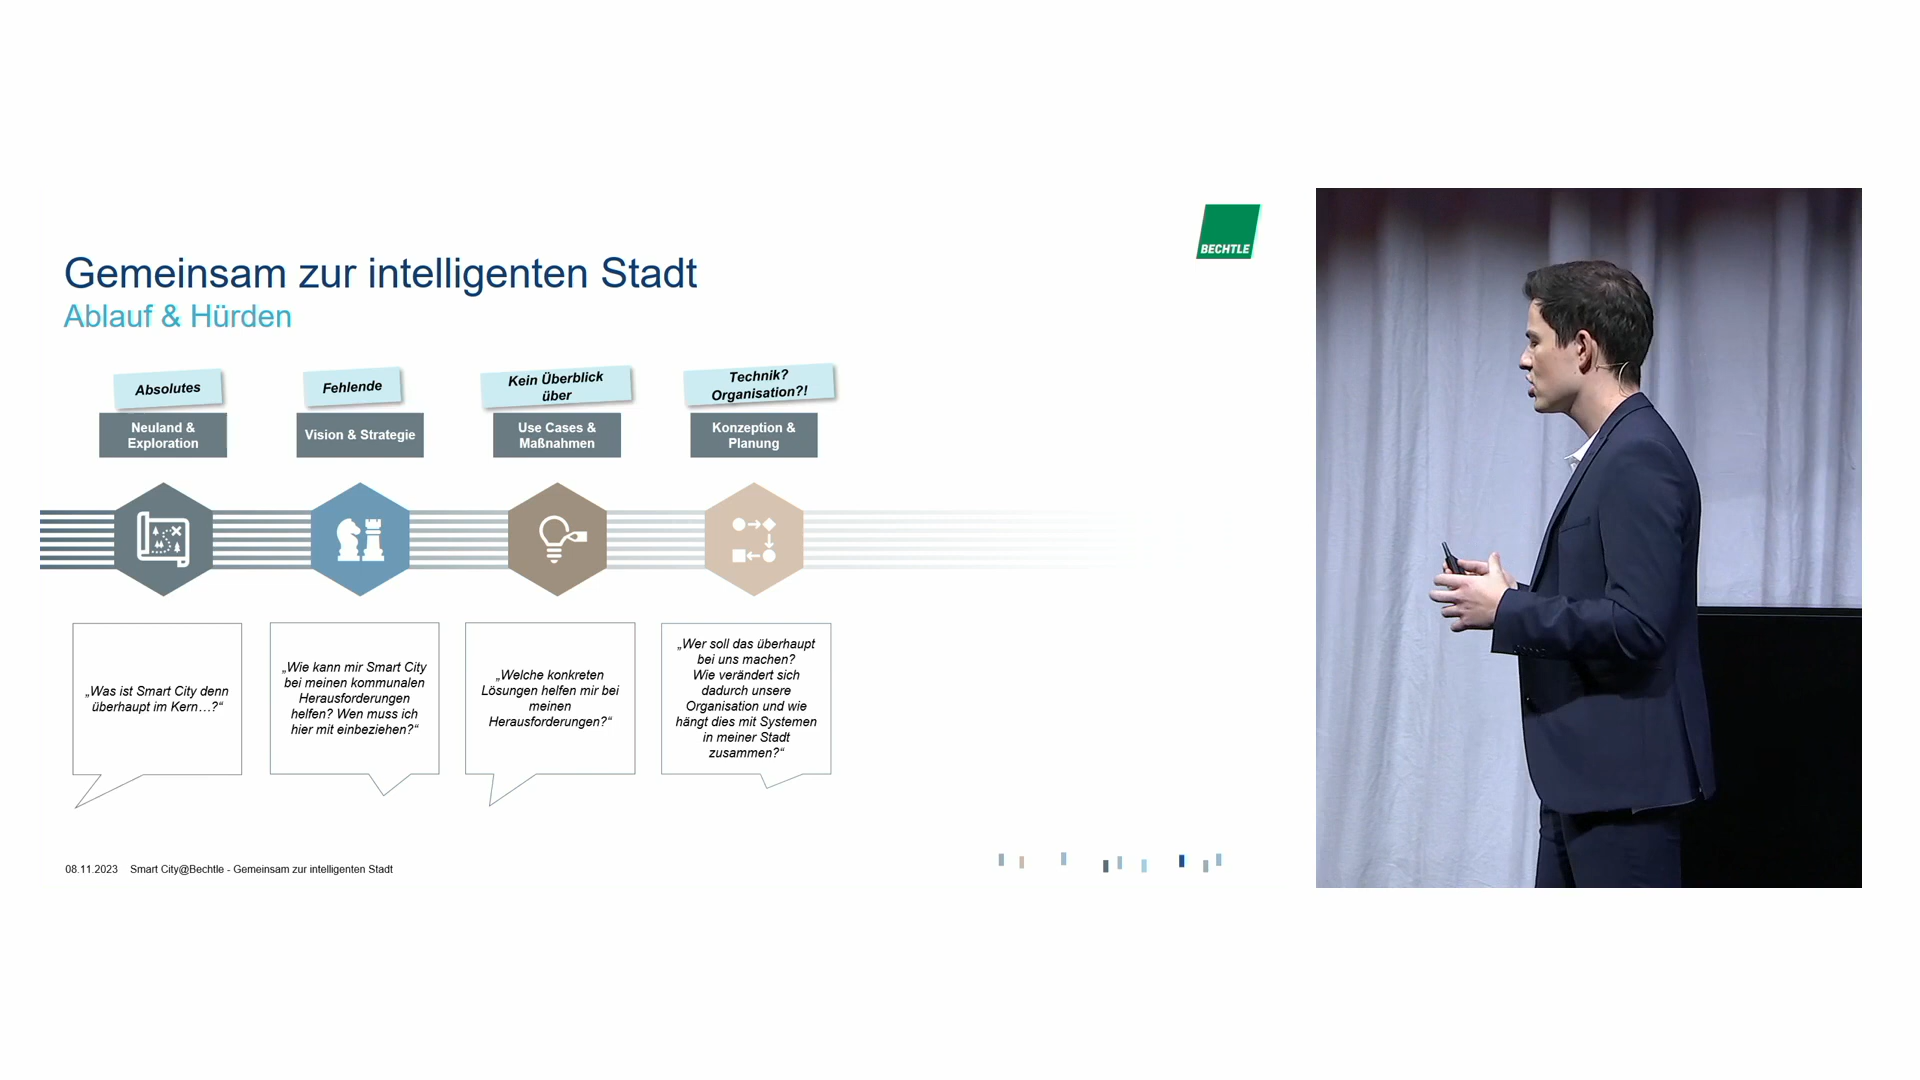 BECHTLE
Gemeinsam zur intelligenten Stadt
Ablauf & Hürden
Absolutes
Neuland &
Exploration
Fehlende
Vision & Strategie
Kein Überblick
über
Use Cases &
Maßnahmen
Technik?
Organisation?!
Konzeption &
Planung
„Was ist Smart City denn
überhaupt im Kern…?“
„Wie kann mir Smart City
bei meinen kommunalen
Herausforderungen
helfen? Wen muss ich
hier mit einbeziehen?“
„Welche konkreten
Lösungen helfen mir bei
meinen
Herausforderungen?“
„Wer soll das überhaupt
bei uns machen?
Wie verändert sich
dadurch unsere
Organisation und wie
hängt dies mit Systemen
in meiner Stadt
zusammen?“
08.11.2023 Smart City@Bechtle - Gemeinsam zur intelligenten Stadt